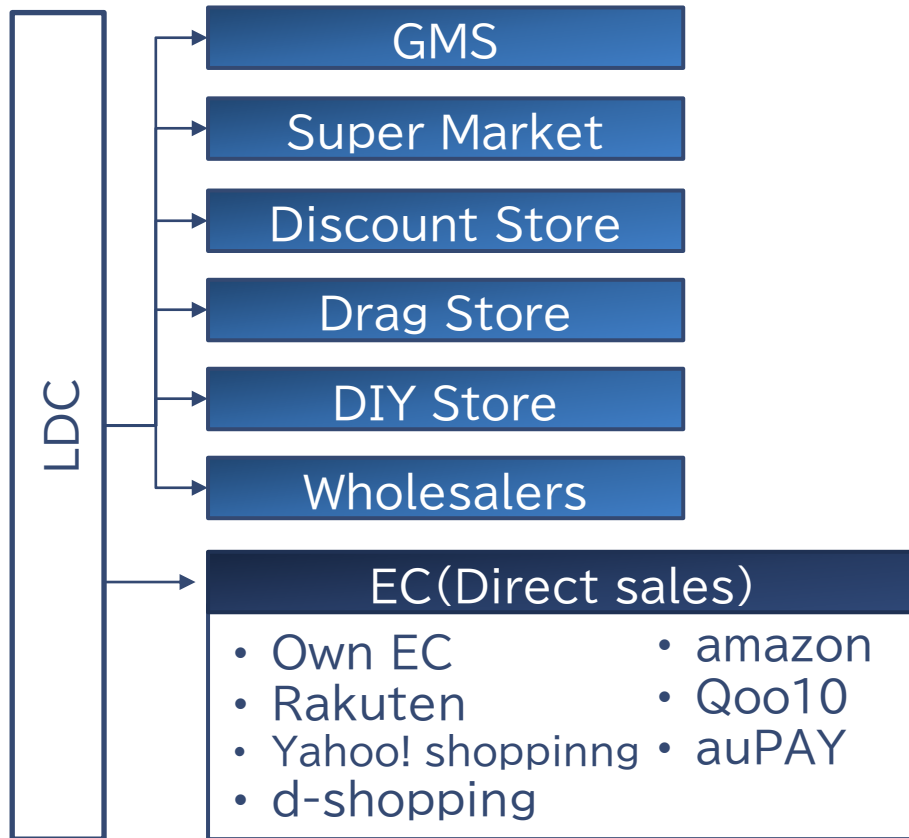 LDC
GMS
Super Market
Discount Store
Drag Store
DIY Store
Wholesalers
EC(Direct sales)
• Own EC
• Rakuten
• Yahoo! shoppinng
• d-shopping
• amazon
• Qoo10
• auPAY